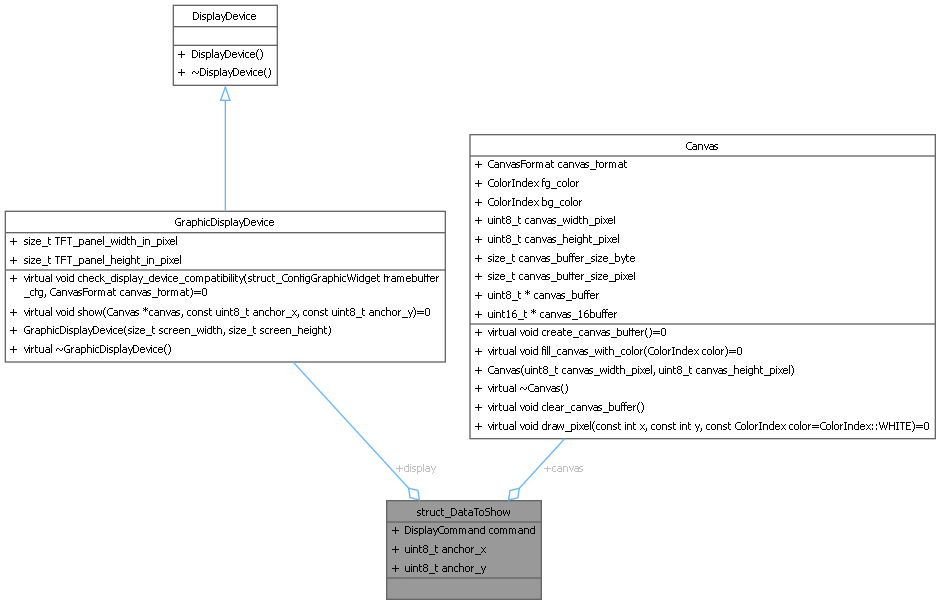 DisplayDevice
+ DisplayDevice()
+ ~DisplayDevice()
GraphicDisplayDevice
+ size_t TFT_panel_width_in_pixel
+ size_t TFT_panel_height_in_pixel
+ virtual void check_display_device_compatibility(struct_ConfigGraphicWidget framebuffer
_cfg, CanvasFormat canvas_format)=0
+ virtual void show(Canvas *canvas, const uint8_t anchor_x, const uint8_t anchor_y)=0
+ GraphicDisplayDevice(size_t screen_width, size_t screen_height)
+ virtual ~GraphicDisplayDevice()
Canvas
+ CanvasFormat canvas_format
+ ColorIndex fg_color
+ ColorIndex bg_color
+ uint8_t canvas_width_pixel
+ uint8_t canvas_height_pixel
+ size_t canvas_buffer_size_byte
+ size_t canvas_buffer_size_pixel
+ uint8_t * canvas_buffer
+ uint16_t * canvas_16buffer
+ virtual void create_canvas_buffer()=0
+ virtual void fill_canvas_with_color(ColorIndex color)=0
+ Canvas(uint8_t canvas_width_pixel, uint8_t canvas_height_pixel)
+ virtual ~Canvas()
+ virtual void clear_canvas_buffer()
+ virtual void draw_pixel(const int x, const int y, const ColorIndex color=ColorIndex::WHITE)=0
+display
+canvas
struct_DataToShow
+ DisplayCommand command
+ uint8_t anchor_x
+ uint8_t anchor_y